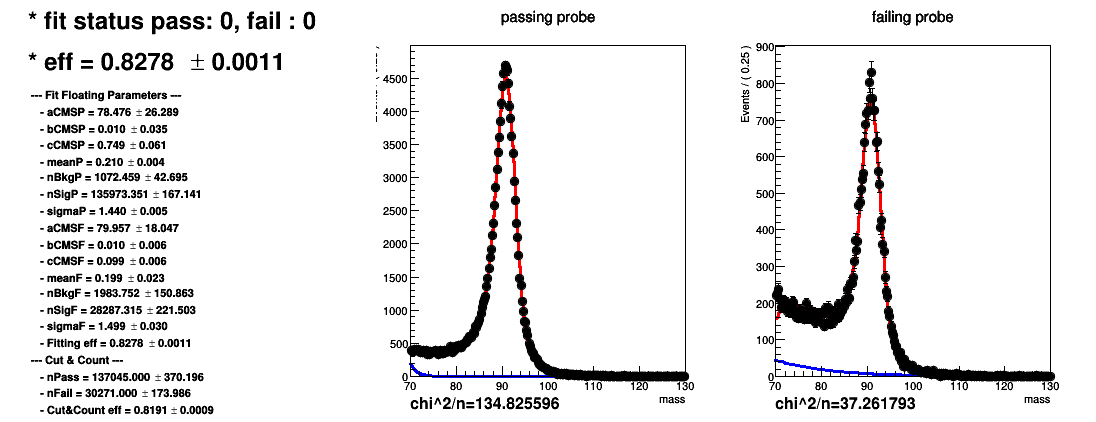 * fit status pass: 0, fail : 0
* eff = 0.8278 ± 0.0011
--- Fit Floating Parameters ---
- aCMSP = 78.476 ± 26.289
- bCMSP = 0.010 ± 0.035
- cCMSP = 0.749 ± 0.061
- meanP = 0.210 ± 0.004
- nBkgP = 1072.459 ± 42.695
- nSigP = 135973.351 ± 167.141
- sigmaP = 1.440 ± 0.005
- aCMSF = 79.957 ± 18.047
- bCMSF = 0.010 ± 0.006
- cCMSF = 0.099 ± 0.006
- meanF = 0.199 ± 0.023
- nBkgF = 1983.752 ± 150.863
- nSigF = 28287.315 ± 221.503
- sigmaF = 1.499 ± 0.030
- Fitting eff = 0.8278 ± 0.0011
--- Cut & Count ---
- nPass = 137045.000 ± 370.196
- nFail = 30271.000 ± 173.986
- Cut&Count eff = 0.8191 ± 0.0009
passing probe
4500
4000
3500
3000
2500
2000
1500
1000
500
0
70 80 90 100 110 120 130
mass
chi^2/n=134.825596
failing probe
Events / ( 0.25 )
900
800
700
600
500
400
300
200
100
0
70 80 90 100 110 120 130
mass
chi^2/n=37.261793